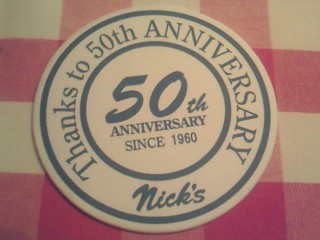 Thanks to 50th ANNIVERSARY
50th
ANNIVERSARY
SINCE 1960
Nick's